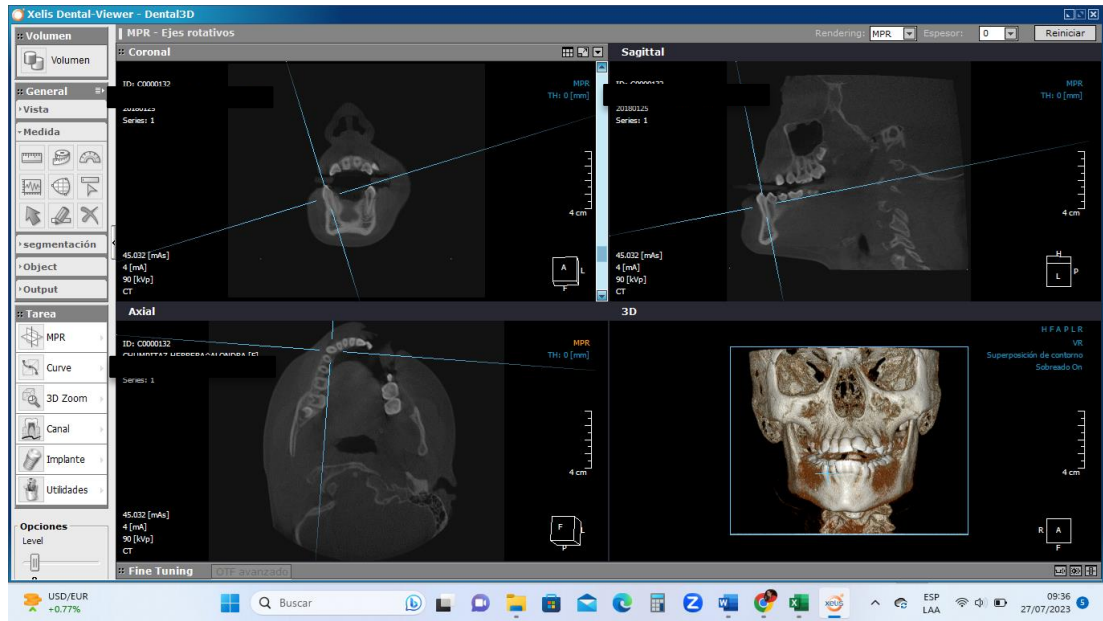 Xelis Dental-Viewer - Dental3D
Volumen
Volumen
General
Vista
Medida
segmentación
Object
Output
Tarea
MPR
Curve
3D Zoom
Canal
Implante
Utilidades
Opciones
Level
MPR - Ejes rotativos
Rendering: MPR Espesor: 0 Reiniciar
Coronal
ID: C0000132
20180125
Series: 1
MPR
TH: 0 [mm]
4 cm
45.032 [mAs]
4 [mA]
90 [kVp]
CT
A L
F
Sagittal
20180125
Series: 1
MPR
TH: 0 [mm]
4 cm
45.032 [mAs]
4 [mA]
90 [kVp]
CT
H
L P
Axial
ID: C0000132
Series: 1
MPR
TH: 0 [mm]
4 cm
45.032 [mAs]
4 [mA]
90 [kVp]
CT
F L
P
3D
H F A P L R
VR
Superposición de contorno
Sobreado On
4 cm
R A
F
Fine Tuning OTF avanzado
USD/EUR
+0.77%
Buscar
ESP
LAA
09:36
27/07/2023
5